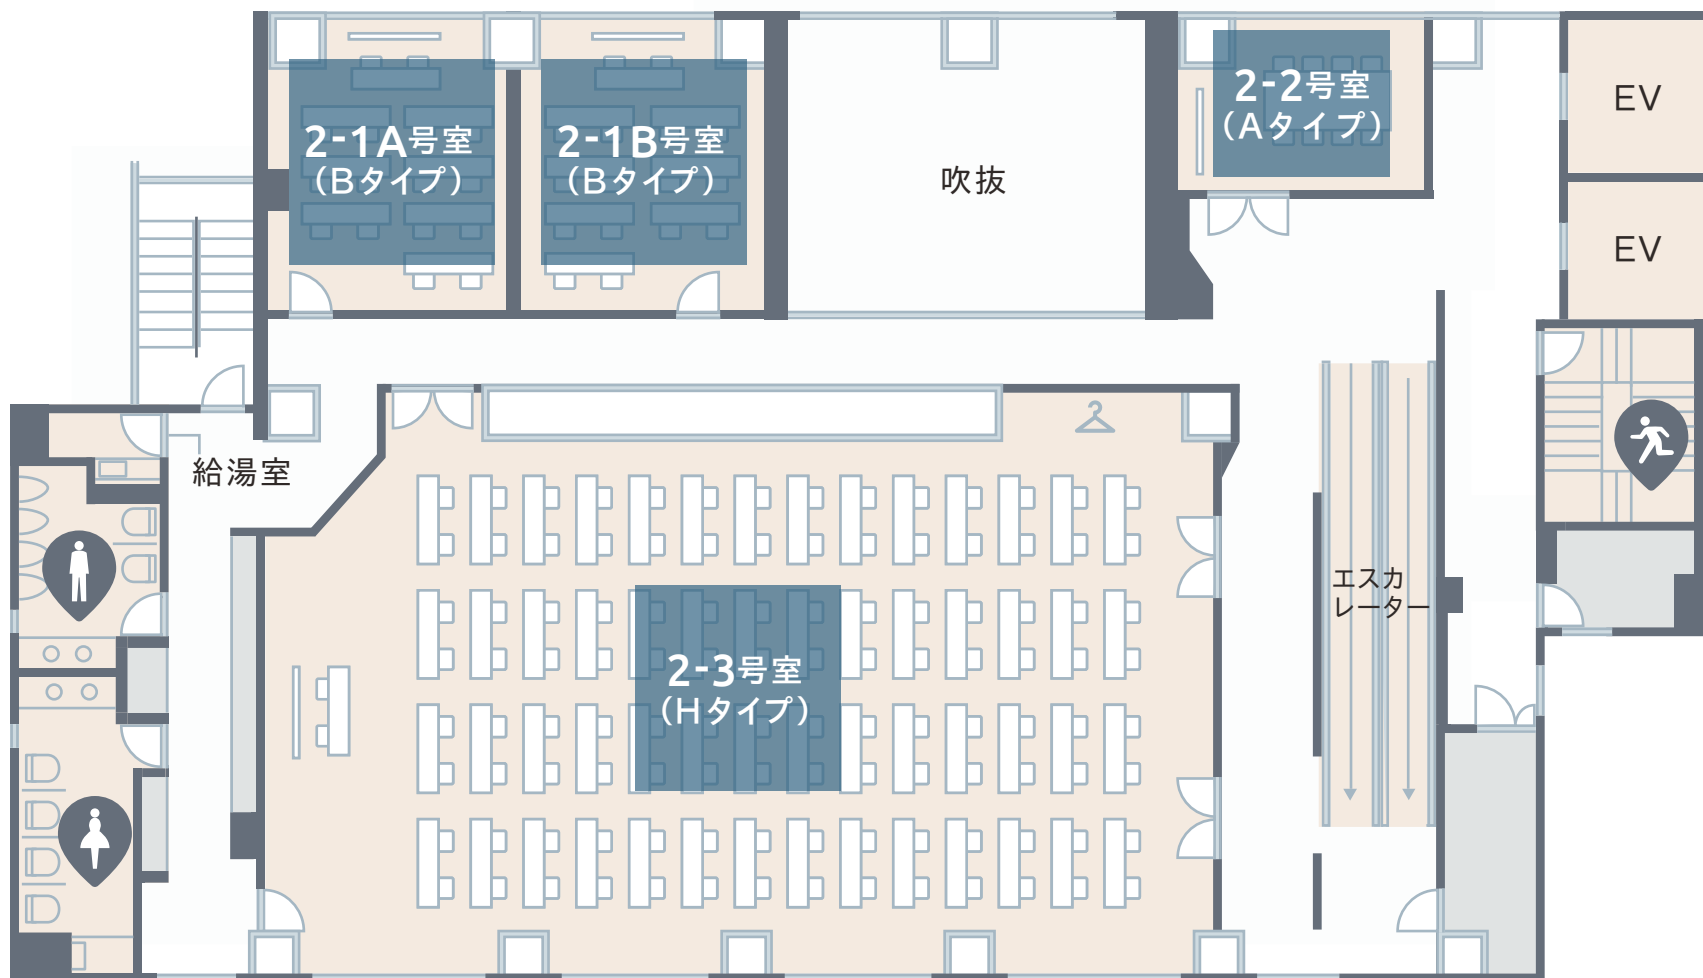 2-1A号室
（Bタイプ）
2-1B号室
（Bタイプ）
吹抜
2-2号室
（Aタイプ）
EV
EV
給湯室
エスカ
レーター
2-3号室
（Hタイプ）